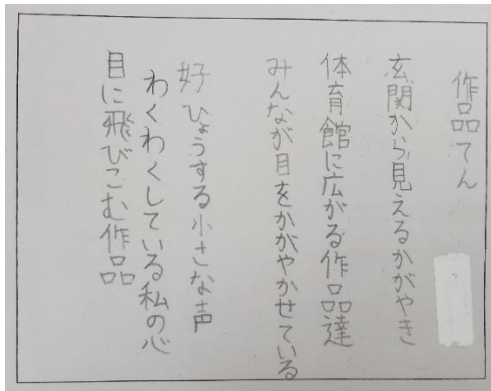 作品てん
玄関から見えるかがやき
体育館に広がる作品達
みんなが目をかがやかせている
好ひょうする小さな声
わくわくしている私の心
目に飛びこむ作品